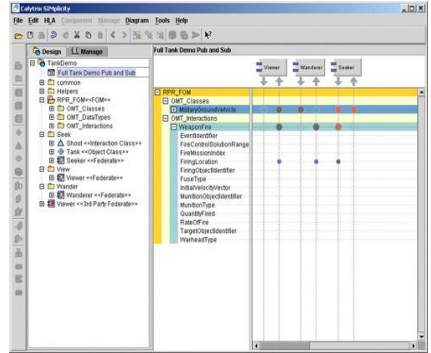 Calytrix SIMplicity
File Edit HLA Component Manage Diagram Tools Help
Design Manage
TankDemo
Full Tank Demo Pub and Sub
common
Helpers
RPR_FOM<<FOM>>
OMT_Classes
OMT_DataTypes
OMT_Interactions
Seek
Shoot <<Interaction Class>>
Tank <<Object Class>>
Seeker <<Federate>>
View
Viewer <<Federate>>
Wander
Wanderer <<Federate>>
Viewer <<3rd Party Federate>>
Full Tank Demo Pub and Sub
Viewer Wanderer Seeker
RPR_FOM
OMT_Classes
MilitaryGroundVehicle
OMT_Interactions
WeaponFire
EventIdentifier
FireControlSolutionRange
FireMissionIndex
FiringLocation
FiringObjectIdentifier
FuseType
InitialVelocityVector
MunitionObjectIdentifier
MunitionType
QuantityFired
RateOfFire
TargetObjectIdentifier
WarheadType